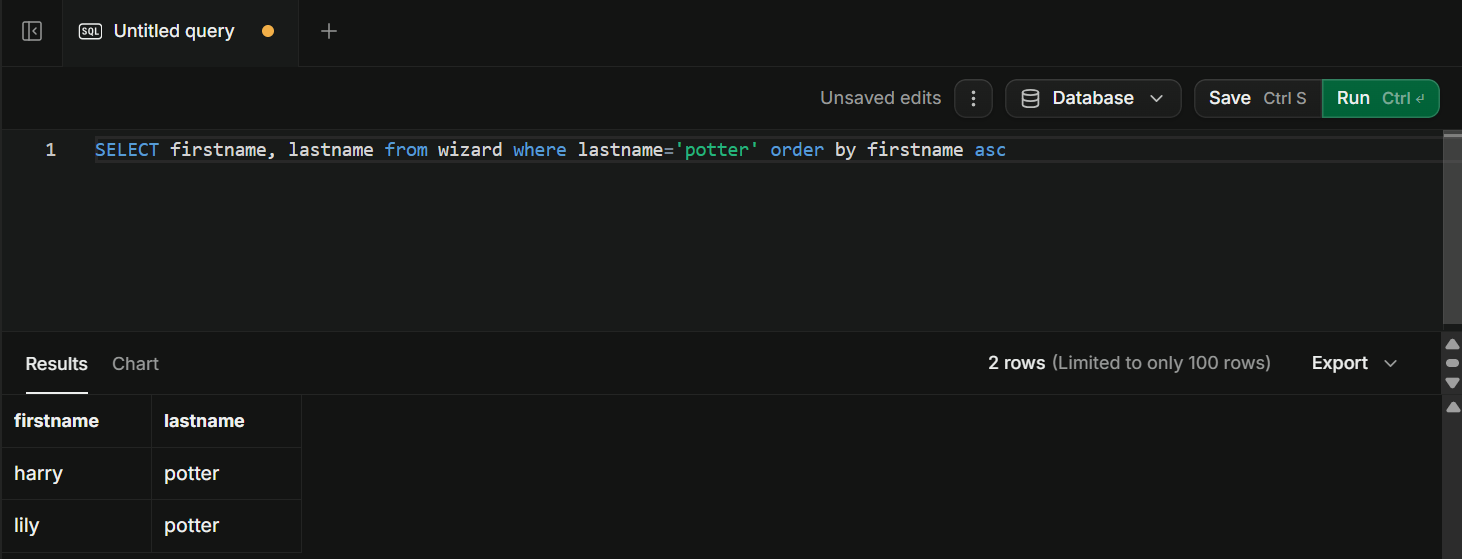 SQL Untitled query
Unsaved edits Database Save Ctrl S Run Ctrl ↵
1 SELECT firstname, lastname from wizard where lastname='potter' order by firstname asc
Results Chart 2 rows (Limited to only 100 rows) Export
firstname lastname
harry potter
lily potter